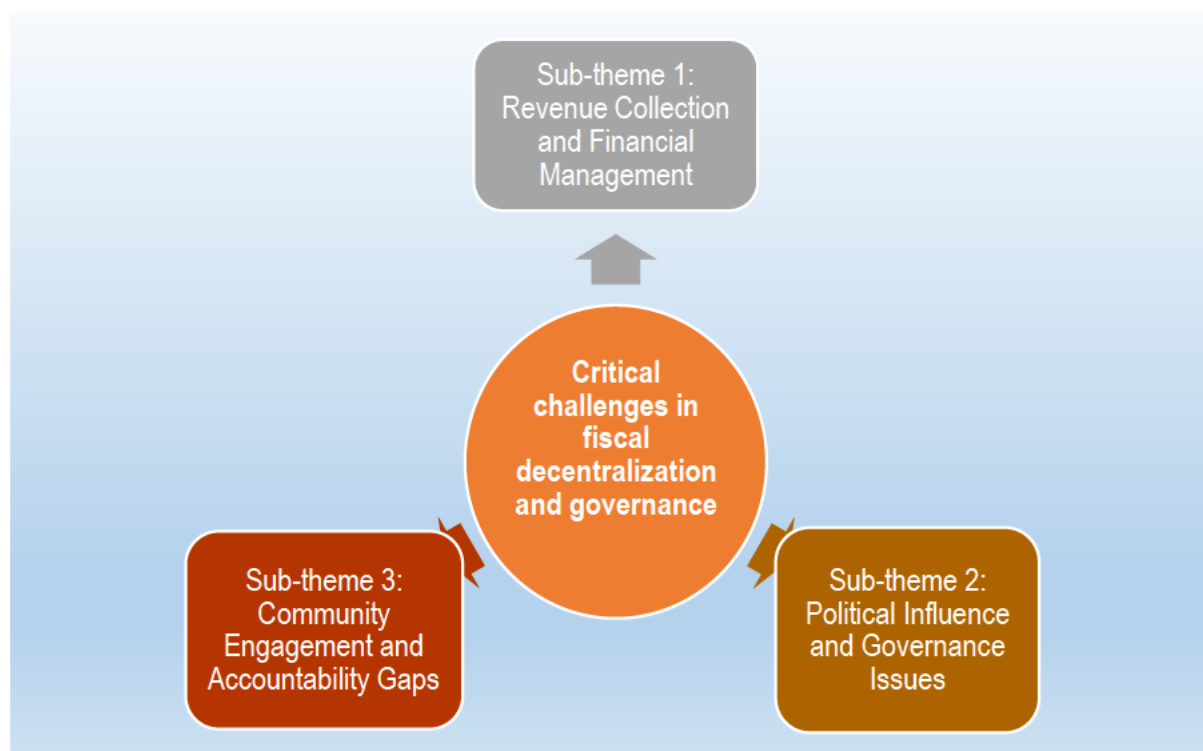 Sub-theme 1:
Revenue Collection
and Financial
Management
Critical
challenges in
fiscal
decentralization
and governance
Sub-theme 3:
Community
Engagement and
Accountability Gaps
Sub-theme 2:
Political Influence
and Governance
Issues